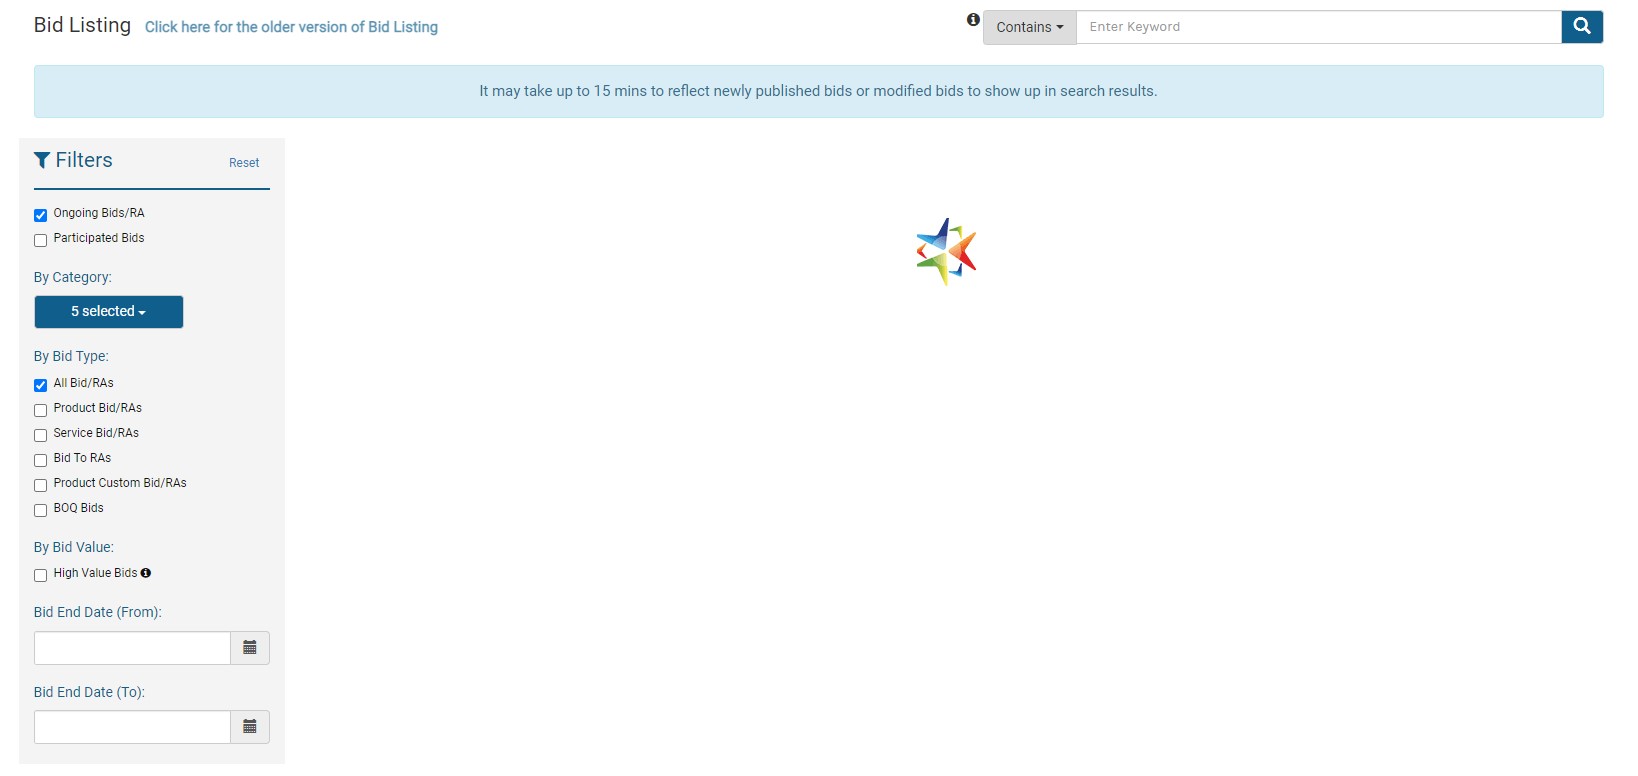 Bid Listing
Click here for the older version of Bid Listing
Contains
Enter Keyword
It may take up to 15 mins to reflect newly published bids or modified bids to show up in search results.
Filters
Reset
Ongoing Bids/RA
Participated Bids
By Category:
5 selected
By Bid Type:
All Bid/RAs
Product Bid/RAs
Service Bid/RAs
Bid To RAs
Product Custom Bid/RAs
BOQ Bids
By Bid Value:
High Value Bids
Bid End Date (From):
Bid End Date (To):